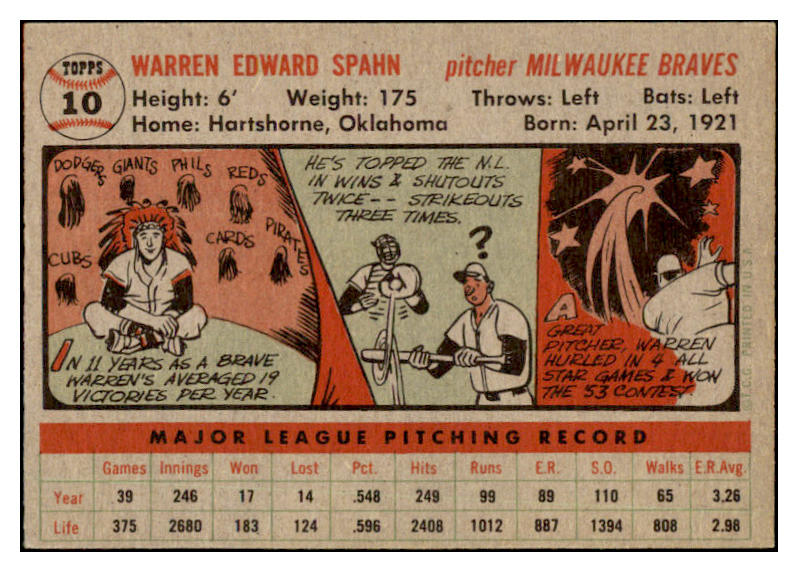 TOPPS
10
WARREN EDWARD SPAHN pitcher MILWAUKEE BRAVES
Height: 6' Weight: 175 Throws: Left Bats: Left
Home: Hartshorne, Oklahoma Born: April 23, 1921
DODGERS GIANTS PHILS REDS
CUBS CARDS PIRATES
IN 11 YEARS AS A BRAVE
WARREN'S AVERAGED 19
VICTORIES PER YEAR.
HE'S TOPPED THE N.L.
IN WINS & SHUTOUTS
TWICE-- STRIKEOUTS
THREE TIMES.
?
A
GREAT
PITCHER, WARREN
HURLED IN 4 ALL
STAR GAMES & WON
THE '53 CONTEST.
© T.C.G. PRINTED IN U.S.A.
MAJOR LEAGUE PITCHING RECORD
Games Innings Won Lost Pct. Hits Runs E.R. S.O. Walks E.R.Avg.
Year 39 246 17 14 .548 249 99 89 110 65 3.26
Life 375 2680 183 124 .596 2408 1012 887 1394 808 2.98